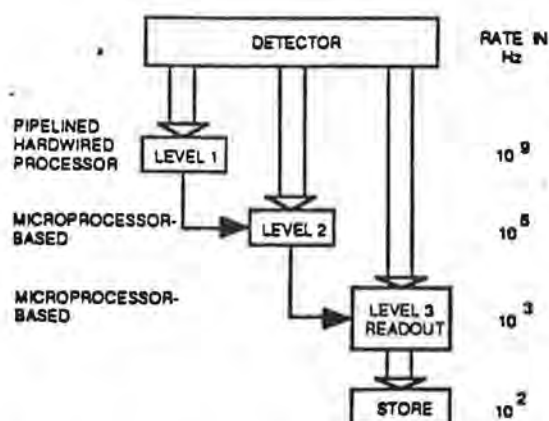 DETECTOR
RATE IN
Hz
PIPELINED
HARDWIRED
PROCESSOR
LEVEL 1
10⁹
MICROPROCESSOR-
BASED
LEVEL 2
10⁵
MICROPROCESSOR-
BASED
LEVEL 3
READOUT
10³
STORE
10²